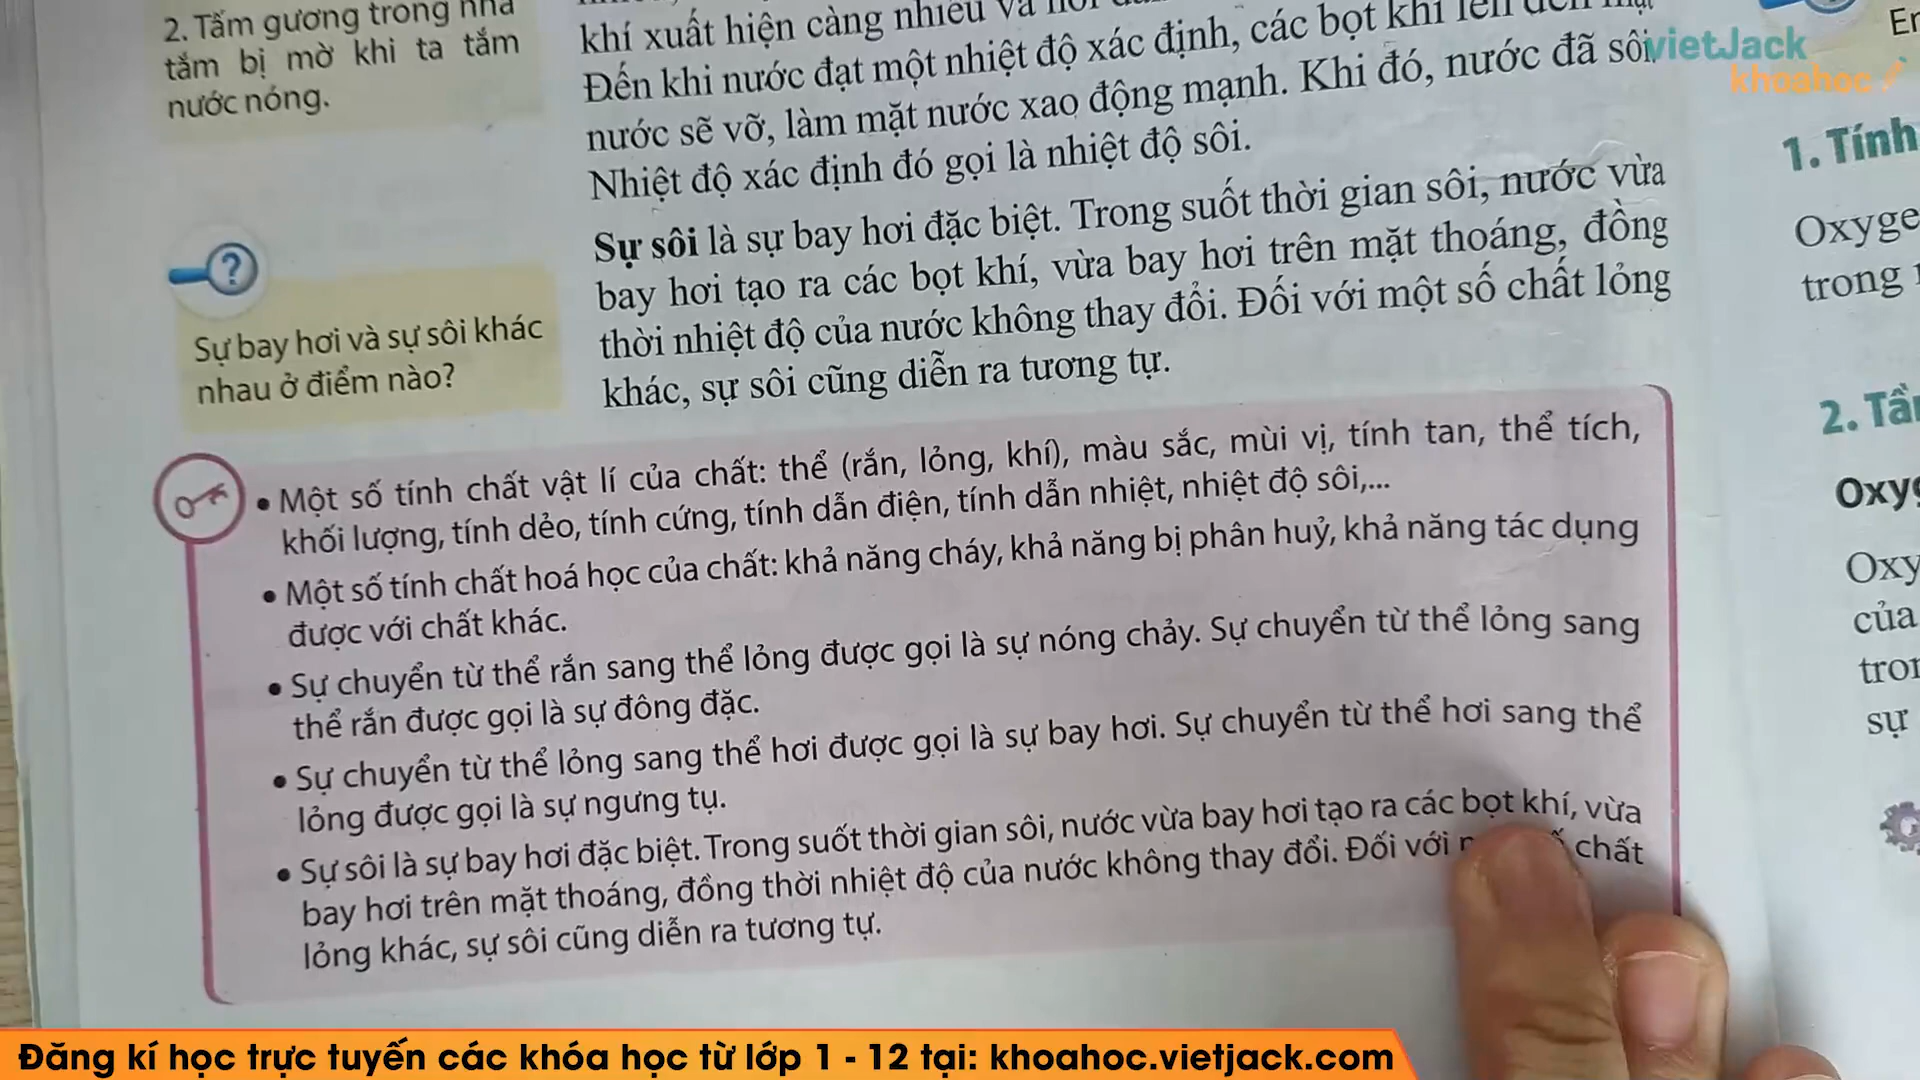 2. Tấm gương trong nhà
tắm bị mờ khi ta tắm
nước nóng.
khí xuất hiện càng nhiều và
Đến khi nước đạt một nhiệt độ xác định, các bọt khí lên đến mặt
nước sẽ vỡ, làm mặt nước xao động mạnh. Khi đó, nước đã sôi.
Nhiệt độ xác định đó gọi là nhiệt độ sôi.
Sự sôi là sự bay hơi đặc biệt. Trong suốt thời gian sôi, nước vừa
bay hơi tạo ra các bọt khí, vừa bay hơi trên mặt thoáng, đồng
thời nhiệt độ của nước không thay đổi. Đối với một số chất lỏng
khác, sự sôi cũng diễn ra tương tự.
?
Sự bay hơi và sự sôi khác
nhau ở điểm nào?
• Một số tính chất vật lí của chất: thể (rắn, lỏng, khí), màu sắc, mùi vị, tính tan, thể tích,
khối lượng, tính dẻo, tính cứng, tính dẫn điện, tính dẫn nhiệt, nhiệt độ sôi,...
• Một số tính chất hoá học của chất: khả năng cháy, khả năng bị phân huỷ, khả năng tác dụng
được với chất khác.
• Sự chuyển từ thể rắn sang thể lỏng được gọi là sự nóng chảy. Sự chuyển từ thể lỏng sang
thể rắn được gọi là sự đông đặc.
• Sự chuyển từ thể lỏng sang thể hơi được gọi là sự bay hơi. Sự chuyển từ thể hơi sang thể
lỏng được gọi là sự ngưng tụ.
• Sự sôi là sự bay hơi đặc biệt. Trong suốt thời gian sôi, nước vừa bay hơi tạo ra các bọt khí, vừa
bay hơi trên mặt thoáng, đồng thời nhiệt độ của nước không thay đổi. Đối với chất
lỏng khác, sự sôi cũng diễn ra tương tự.
vietJack
khoahoc
1. Tính
Oxyge
trong
2. Tầ
Oxyg
Oxy
của
tron
sự
Đăng kí học trực tuyến các khóa học từ lớp 1 - 12 tại: khoahoc.vietjack.com